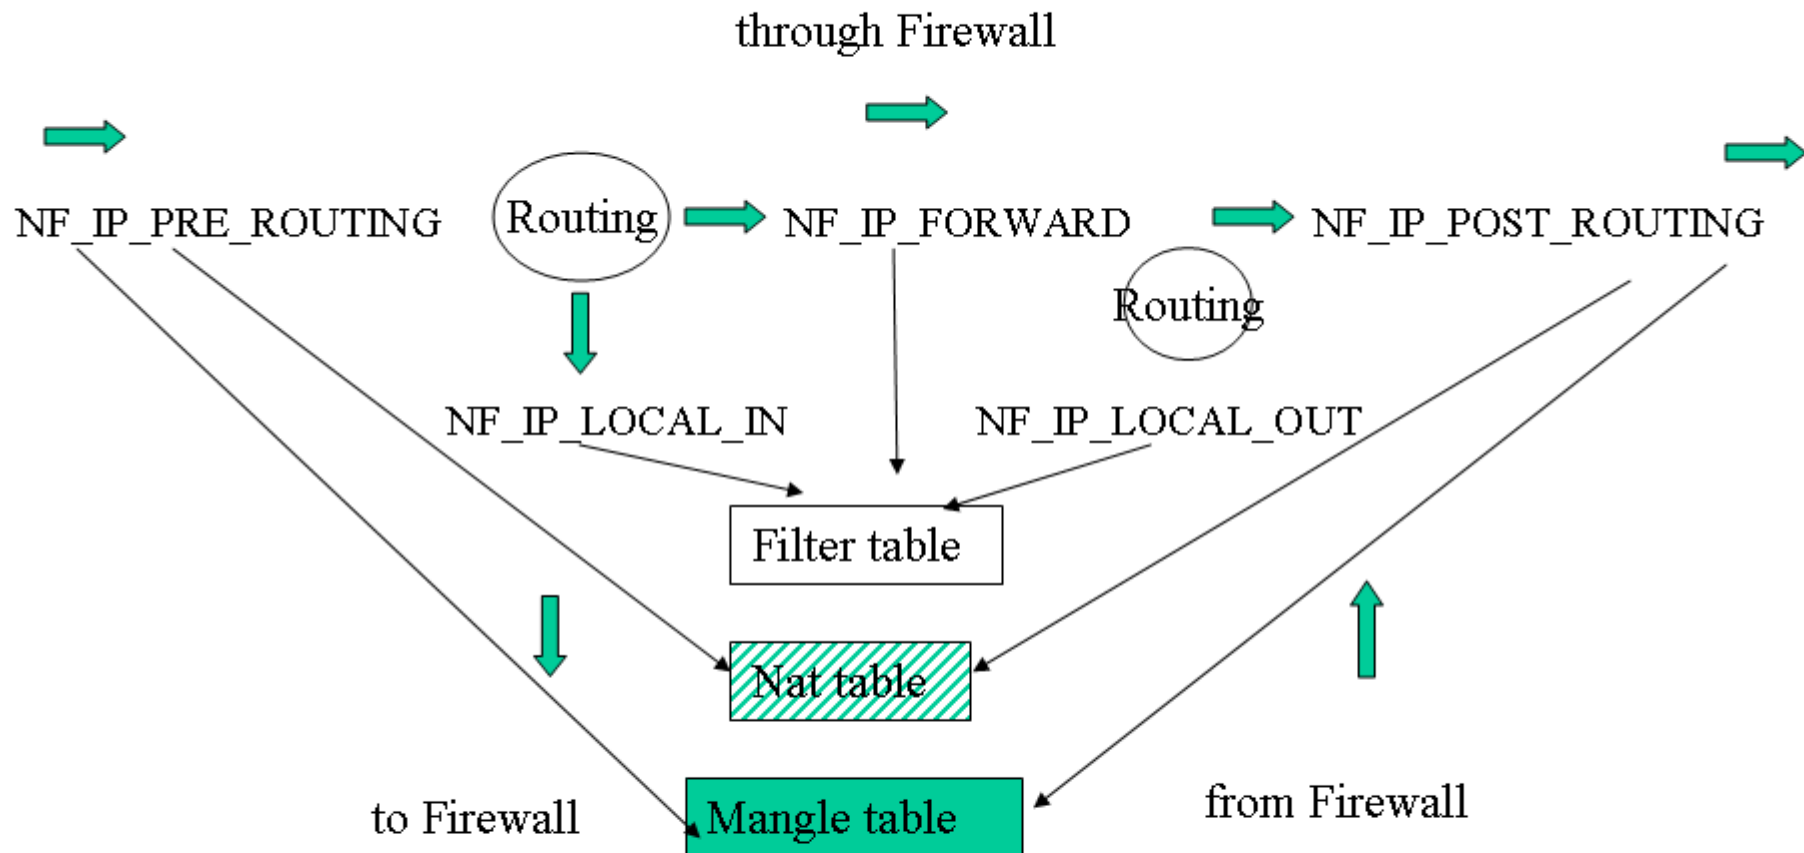 through Firewall
NF_IP_PRE_ROUTING
Routing
NF_IP_FORWARD
NF_IP_POST_ROUTING
Routing
NF_IP_LOCAL_IN
NF_IP_LOCAL_OUT
Filter table
Nat table
to Firewall
Mangle table
from Firewall